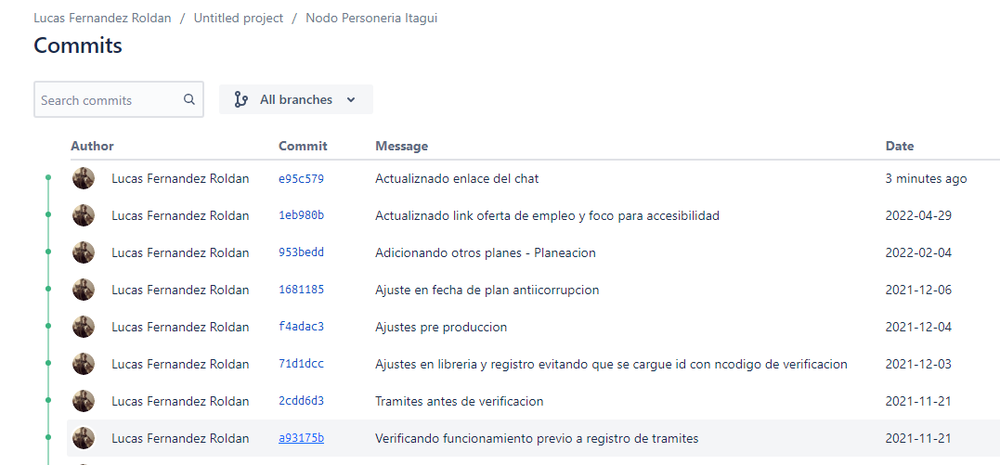 Lucas Fernandez Roldan / Untitled project / Nodo Personeria Itagui
Commits
Search commits All branches
Author Commit Message Date
Lucas Fernandez Roldan e95c579 Actualiznado enlace del chat 3 minutes ago
Lucas Fernandez Roldan 1eb980b Actualiznado link oferta de empleo y foco para accesibilidad 2022-04-29
Lucas Fernandez Roldan 953bedd Adicionando otros planes - Planeacion 2022-02-04
Lucas Fernandez Roldan 1681185 Ajuste en fecha de plan antiicorrupcion 2021-12-06
Lucas Fernandez Roldan f4adac3 Ajustes pre produccion 2021-12-04
Lucas Fernandez Roldan 71d1dcc Ajustes en libreria y registro evitando que se cargue id con ncodigo de verificacion 2021-12-03
Lucas Fernandez Roldan 2cdd6d3 Tramites antes de verificacion 2021-11-21
Lucas Fernandez Roldan a93175b Verificando funcionamiento previo a registro de tramites 2021-11-21